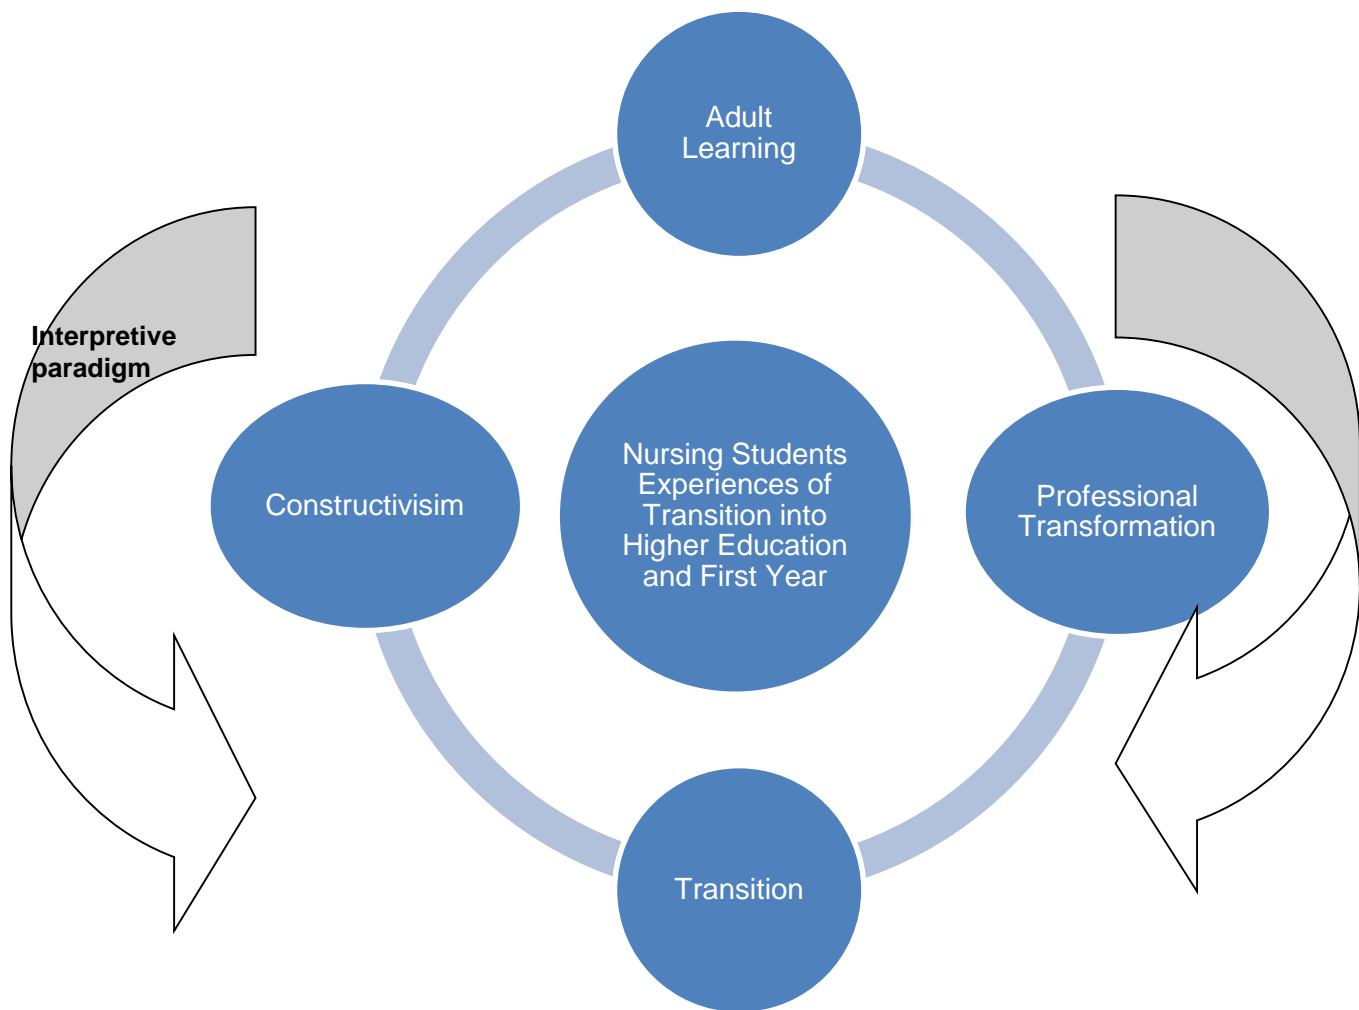 Adult
Learning
Interpretive
paradigm
Constructivisim
Nursing Students
Experiences of
Transition into
Higher Education
and First Year
Professional
Transformation
Transition